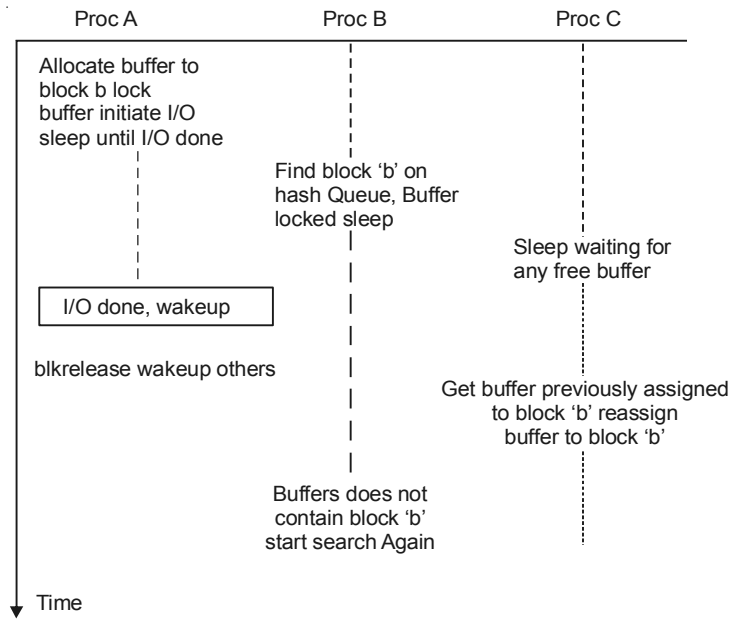 Proc A
Proc B
Proc C
Allocate buffer to
block b lock
buffer initiate I/O
sleep until I/O done
Find block ‘b’ on
hash Queue, Buffer
locked sleep
Sleep waiting for
any free buffer
I/O done, wakeup
blkrelease wakeup others
Get buffer previously assigned
to block ‘b’ reassign
buffer to block ‘b’
Buffers does not
contain block ‘b’
start search Again
Time